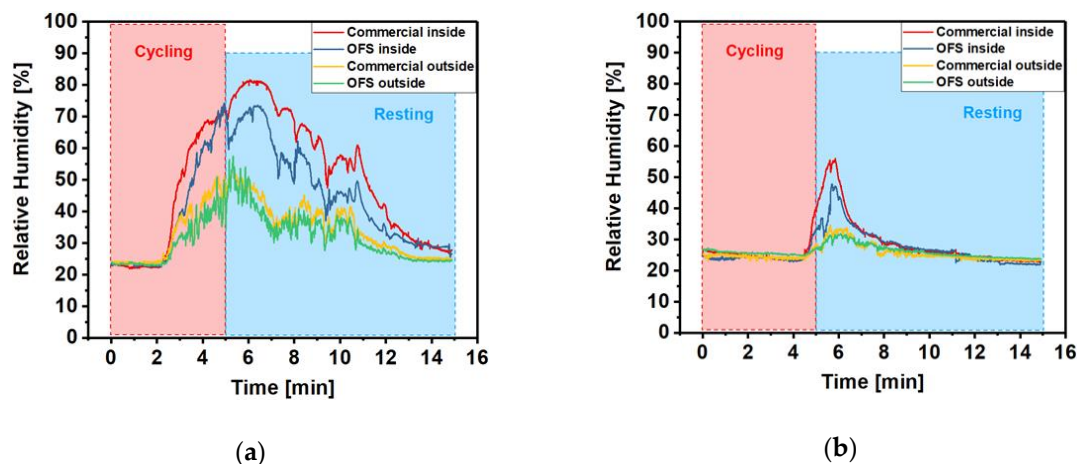 Relative Humidity [%]
100
90
80
70
60
50
40
30
20
10
0
Cycling
Commercial inside
OFS inside
Commercial outside
OFS outside
Resting
0 2 4 6 8 10 12 14 16
Time [min]
(a)
Relative Humidity [%]
100
90
80
70
60
50
40
30
20
10
0
Cycling
Commercial inside
OFS inside
Commercial outside
OFS outside
Resting
0 2 4 6 8 10 12 14 16
Time [min]
(b)